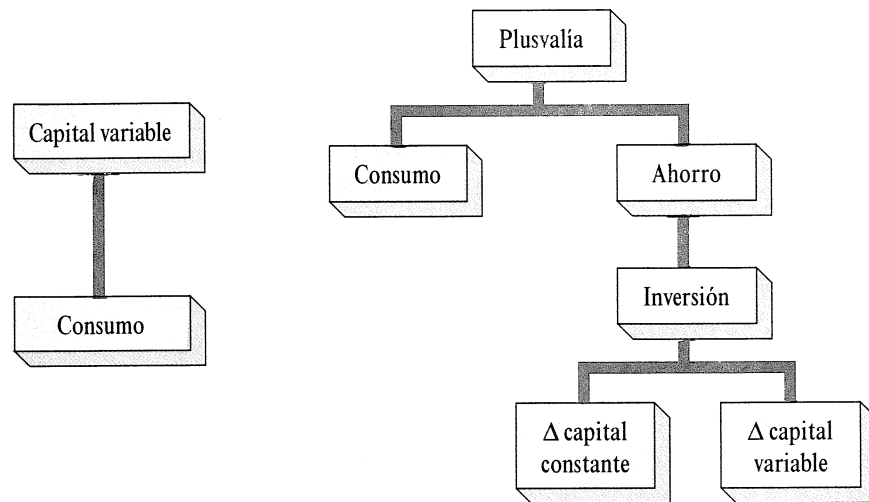 Plusvalía
Capital variable
Consumo
Consumo
Ahorro
Inversión
Δ capital
constante
Δ capital
variable